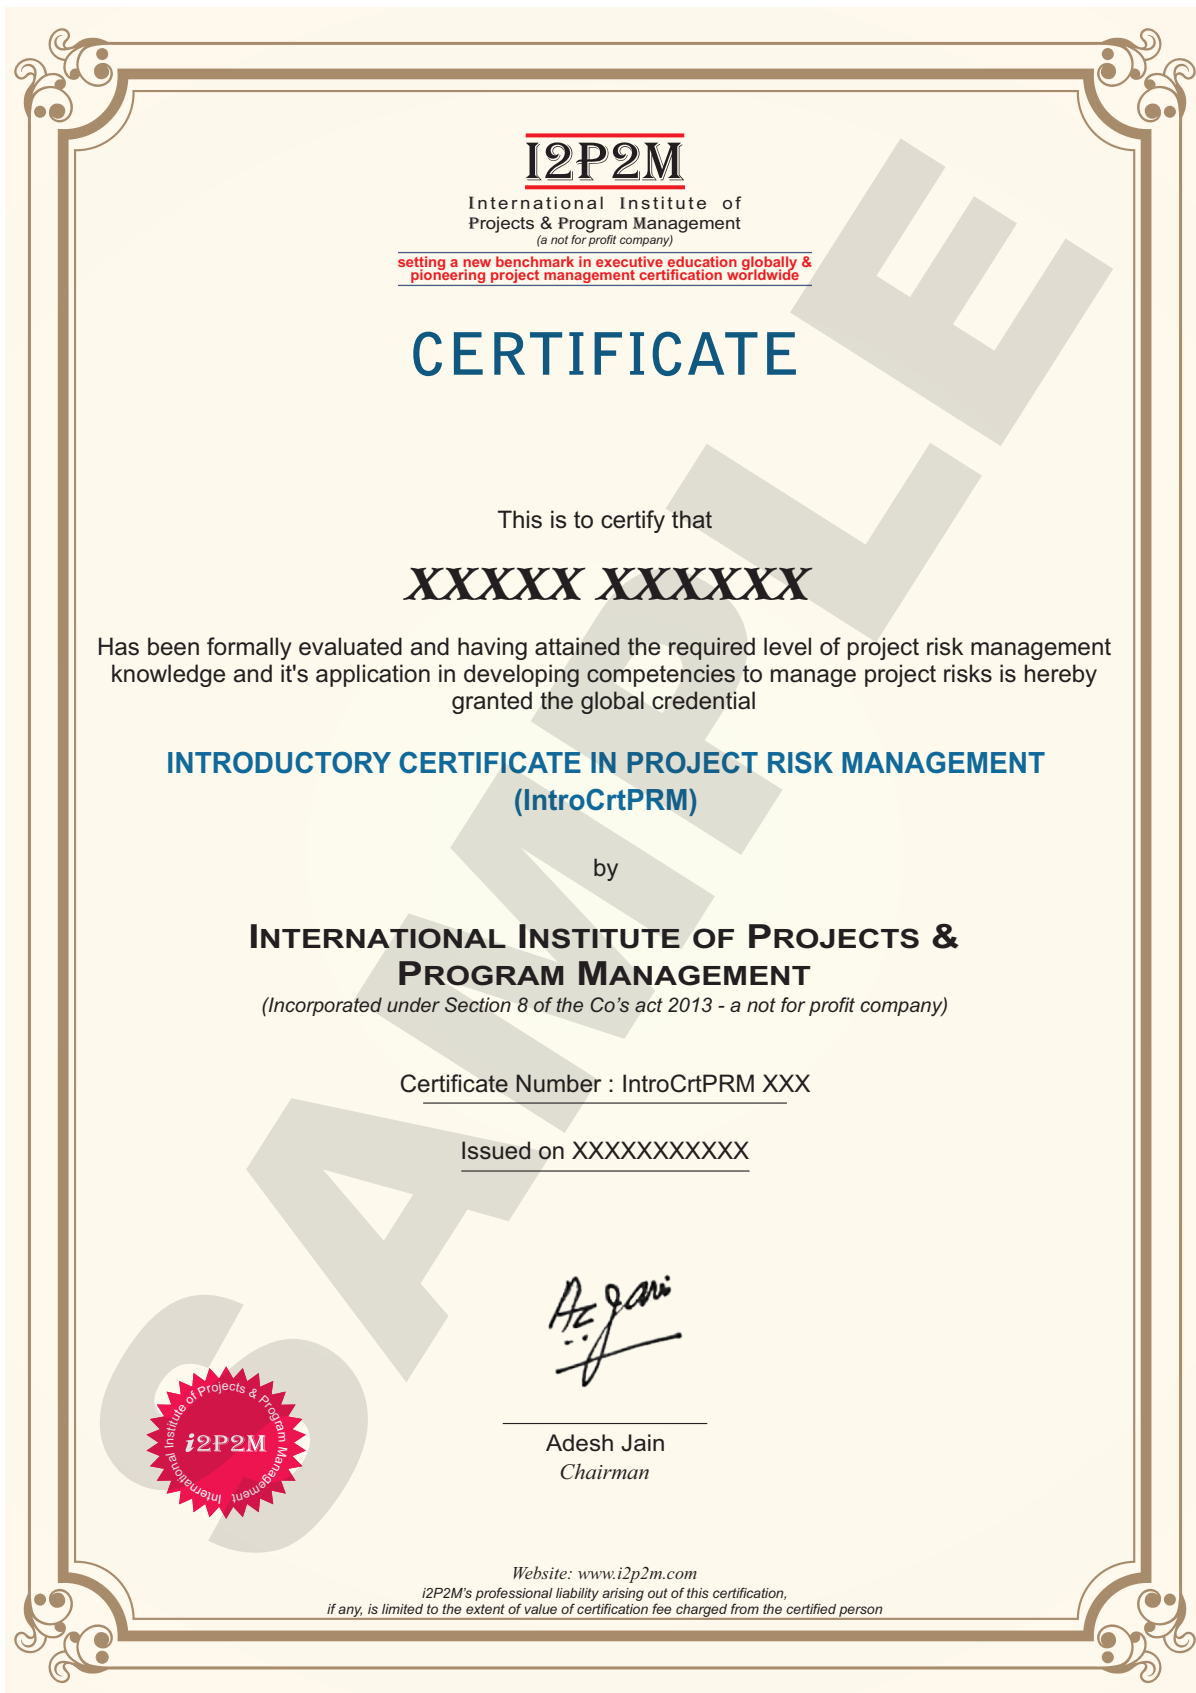 I2P2M
International Institute of
Projects & Program Management
(a not for profit company)
setting a new benchmark in executive education globally &
pioneering project management certification worldwide
CERTIFICATE
This is to certify that
XXXXX XXXXXX
Has been formally evaluated and having attained the required level of project risk management
knowledge and it's application in developing competencies to manage project risks is hereby
granted the global credential
INTRODUCTORY CERTIFICATE IN PROJECT RISK MANAGEMENT
(IntroCrtPRM)
by
INTERNATIONAL INSTITUTE OF PROJECTS &
PROGRAM MANAGEMENT
(Incorporated under Section 8 of the Co's act 2013 - a not for profit company)
Certificate Number : IntroCrtPRM XXX
Issued on XXXXXXXXXXX
Adesh Jain
Chairman
International Institute of Projects & Program Management
i2P2M
Website: www.i2p2m.com
i2P2M's professional liability arising out of this certification,
if any, is limited to the extent of value of certification fee charged from the certified person
SAMPLE